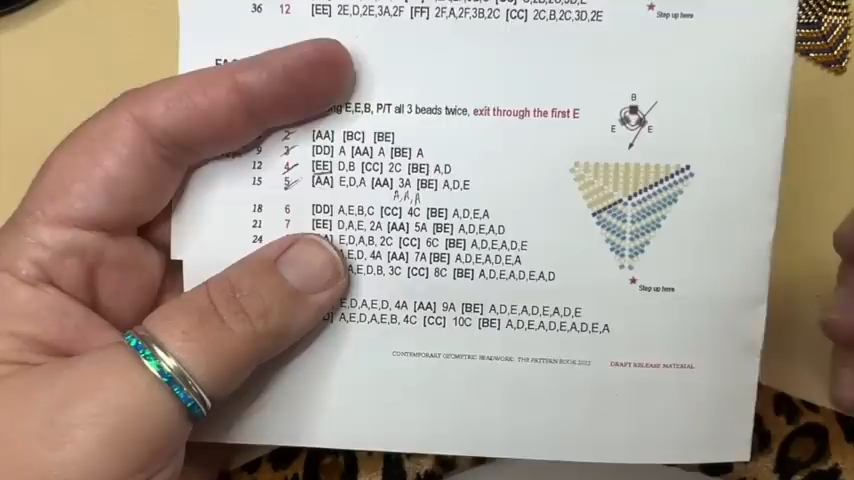 36 12 [EE] 2E,D,2E,3A,2F [FF] 2F,A,2F,3B,2C [CC] 2C,B,2C,3D,2E
Step up here
E,E,B, P/T all 3 beads twice, exit through the first E
B
E E
2 [AA] [BC] [BE]
9 3 [DD] A [AA] A [BE] A
12 4 [EE] D,B [CC] 2C [BE] A,D
15 5 [AA] E,D,A [AA] 3A [BE] A,D,E
A,A,A
18 6 [DD] A,E,B,C [CC] 4C [BE] A,D,E,A
21 7 [EE] D,A,E, 2A [AA] 5A [BE] A,D,E,A,D
24 E,D,A,B, 2C [CC] 6C [BE] A,D,E,A,D,E
A,E,D, 4A [AA] 7A [BE] A,D,E,A,D,E,A
A,E,D,B, 3C [CC] 8C [BE] A,D,E,A,D,E,A,D
Step up here
E,D,A,E,D, 4A [AA] 9A [BE] A,D,E,A,D,E,A,D,E
A,E,D,A,E,B, 4C [CC] 10C [BE] A,D,E,A,D,E,A,D,E,A
CONTEMPORARY GEOMETRIC BEADWORK: THE PATTERN BOOK 2012 DRAFT RELEASE MATERIAL